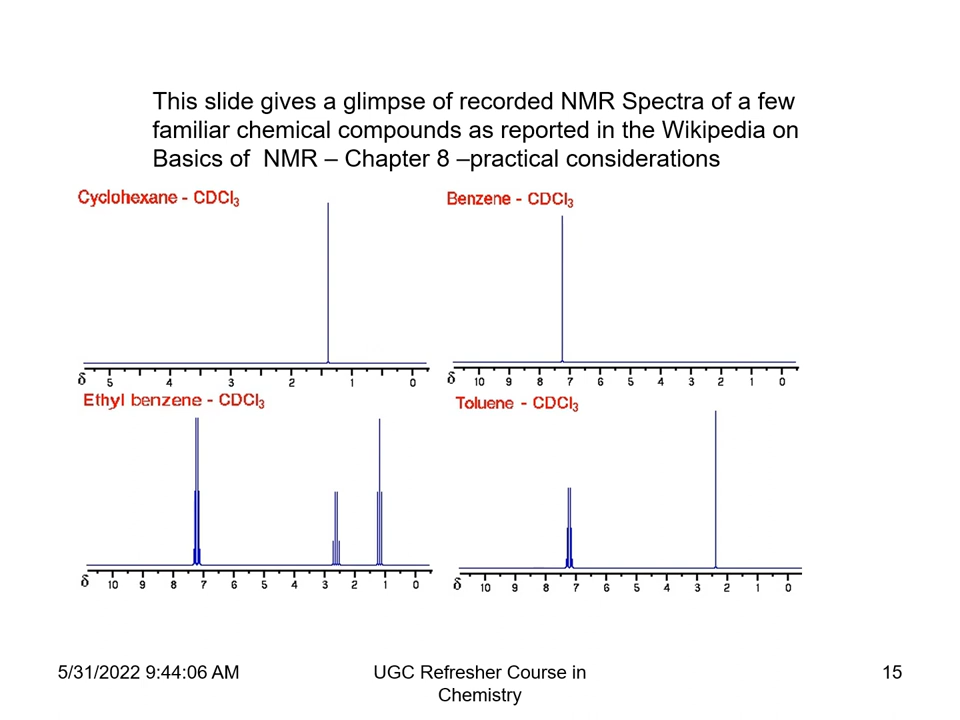 This slide gives a glimpse of recorded NMR Spectra of a few
familiar chemical compounds as reported in the Wikipedia on
Basics of  NMR – Chapter 8 –practical considerations
Cyclohexane - CDCl₃
δ 5 4 3 2 1 0
Benzene - CDCl₃
δ 10 9 8 7 6 5 4 3 2 1 0
Ethyl benzene - CDCl₃
δ 10 9 8 7 6 5 4 3 2 1 0
Toluene - CDCl₃
δ 10 9 8 7 6 5 4 3 2 1 0
5/31/2022 9:44:06 AM
UGC Refresher Course in
Chemistry
15